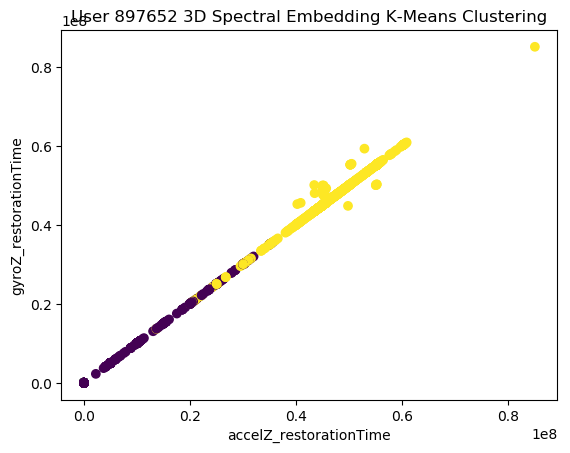 User 897652 3D Spectral Embedding K-Means Clustering
1e8
0.8
0.6
0.4
0.2
0.0
gyroZ_restorationTime
0.0 0.2 0.4 0.6 0.8
1e8
accelZ_restorationTime